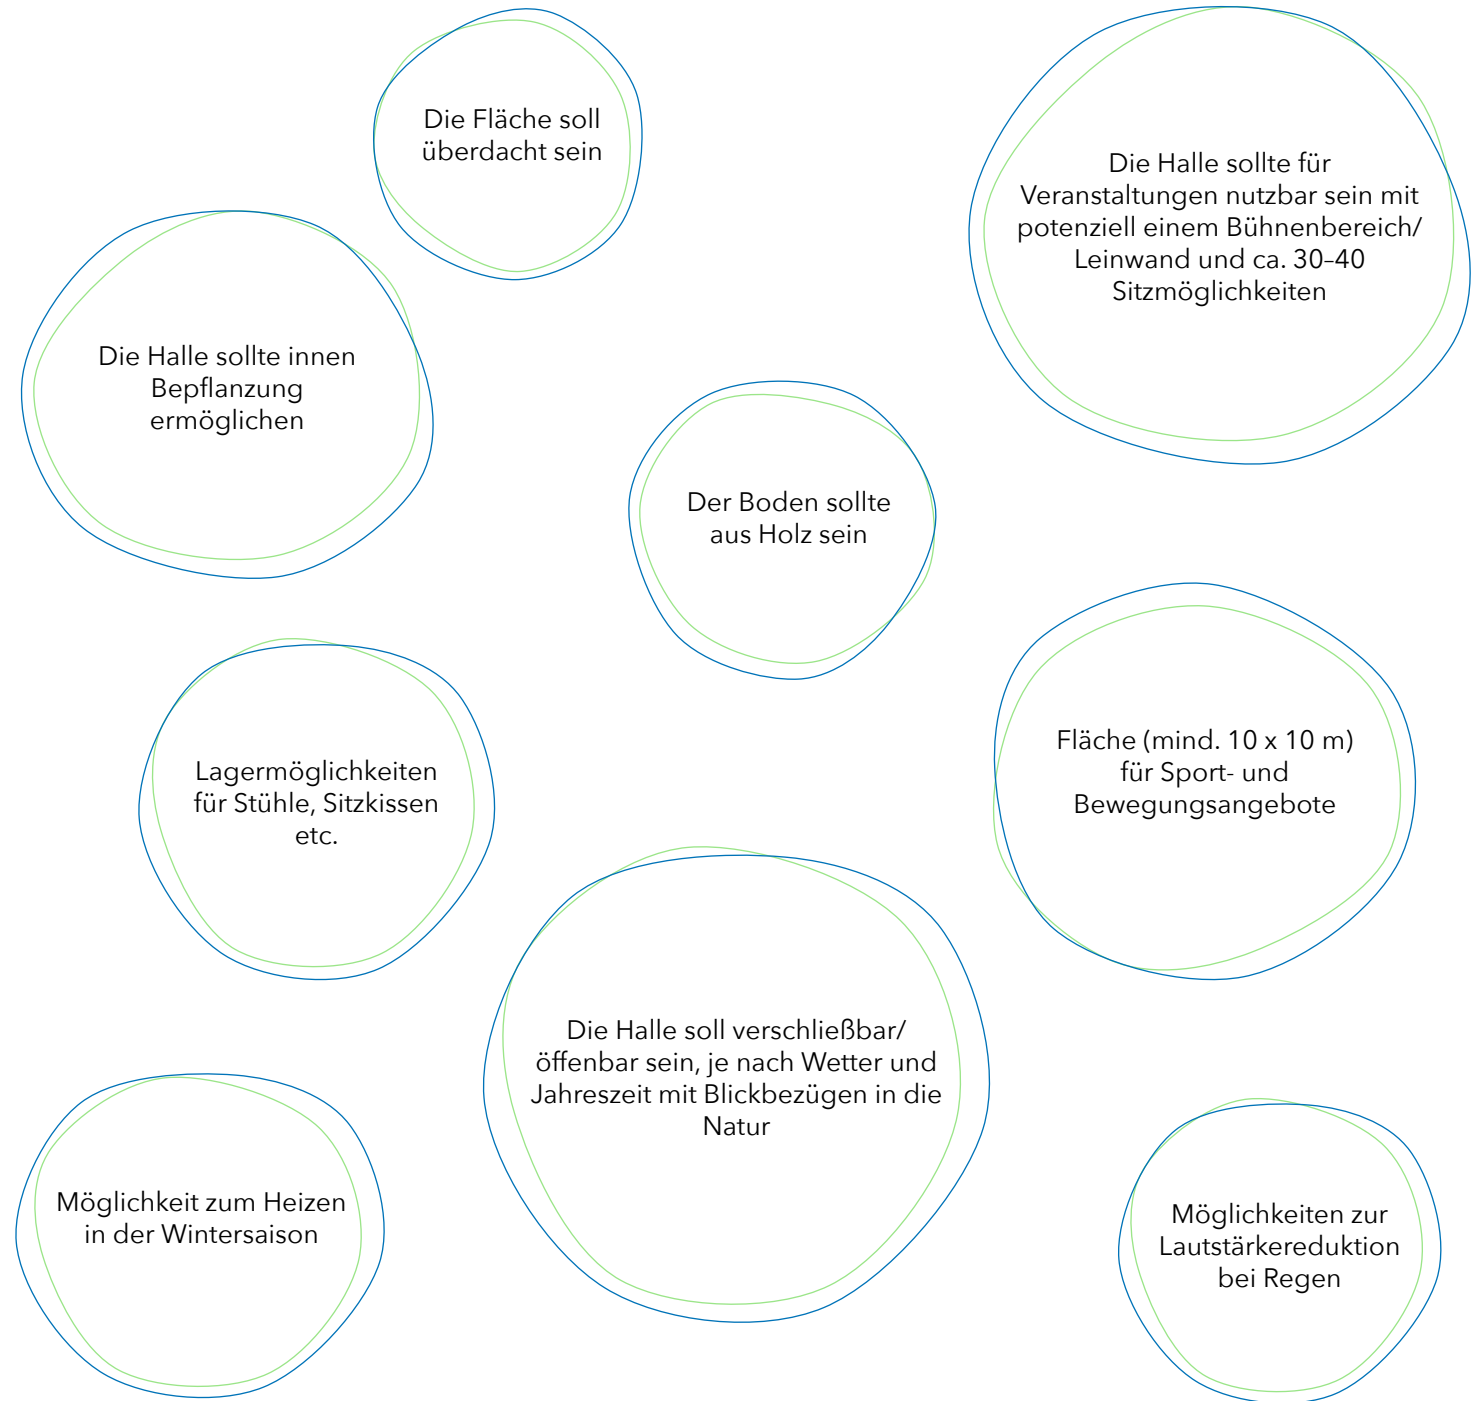 Die Fläche soll
überdacht sein
Die Halle sollte für
Veranstaltungen nutzbar sein mit
potenziell einem Bühnenbereich/
Leinwand und ca. 30–40
Sitzmöglichkeiten
Die Halle sollte innen
Bepflanzung
ermöglichen
Der Boden sollte
aus Holz sein
Lagermöglichkeiten
für Stühle, Sitzkissen
etc.
Fläche (mind. 10 x 10 m)
für Sport- und
Bewegungsangebote
Die Halle soll verschließbar/
öffenbar sein, je nach Wetter und
Jahreszeit mit Blickbezügen in die
Natur
Möglichkeit zum Heizen
in der Wintersaison
Möglichkeiten zur
Lautstärkereduktion
bei Regen